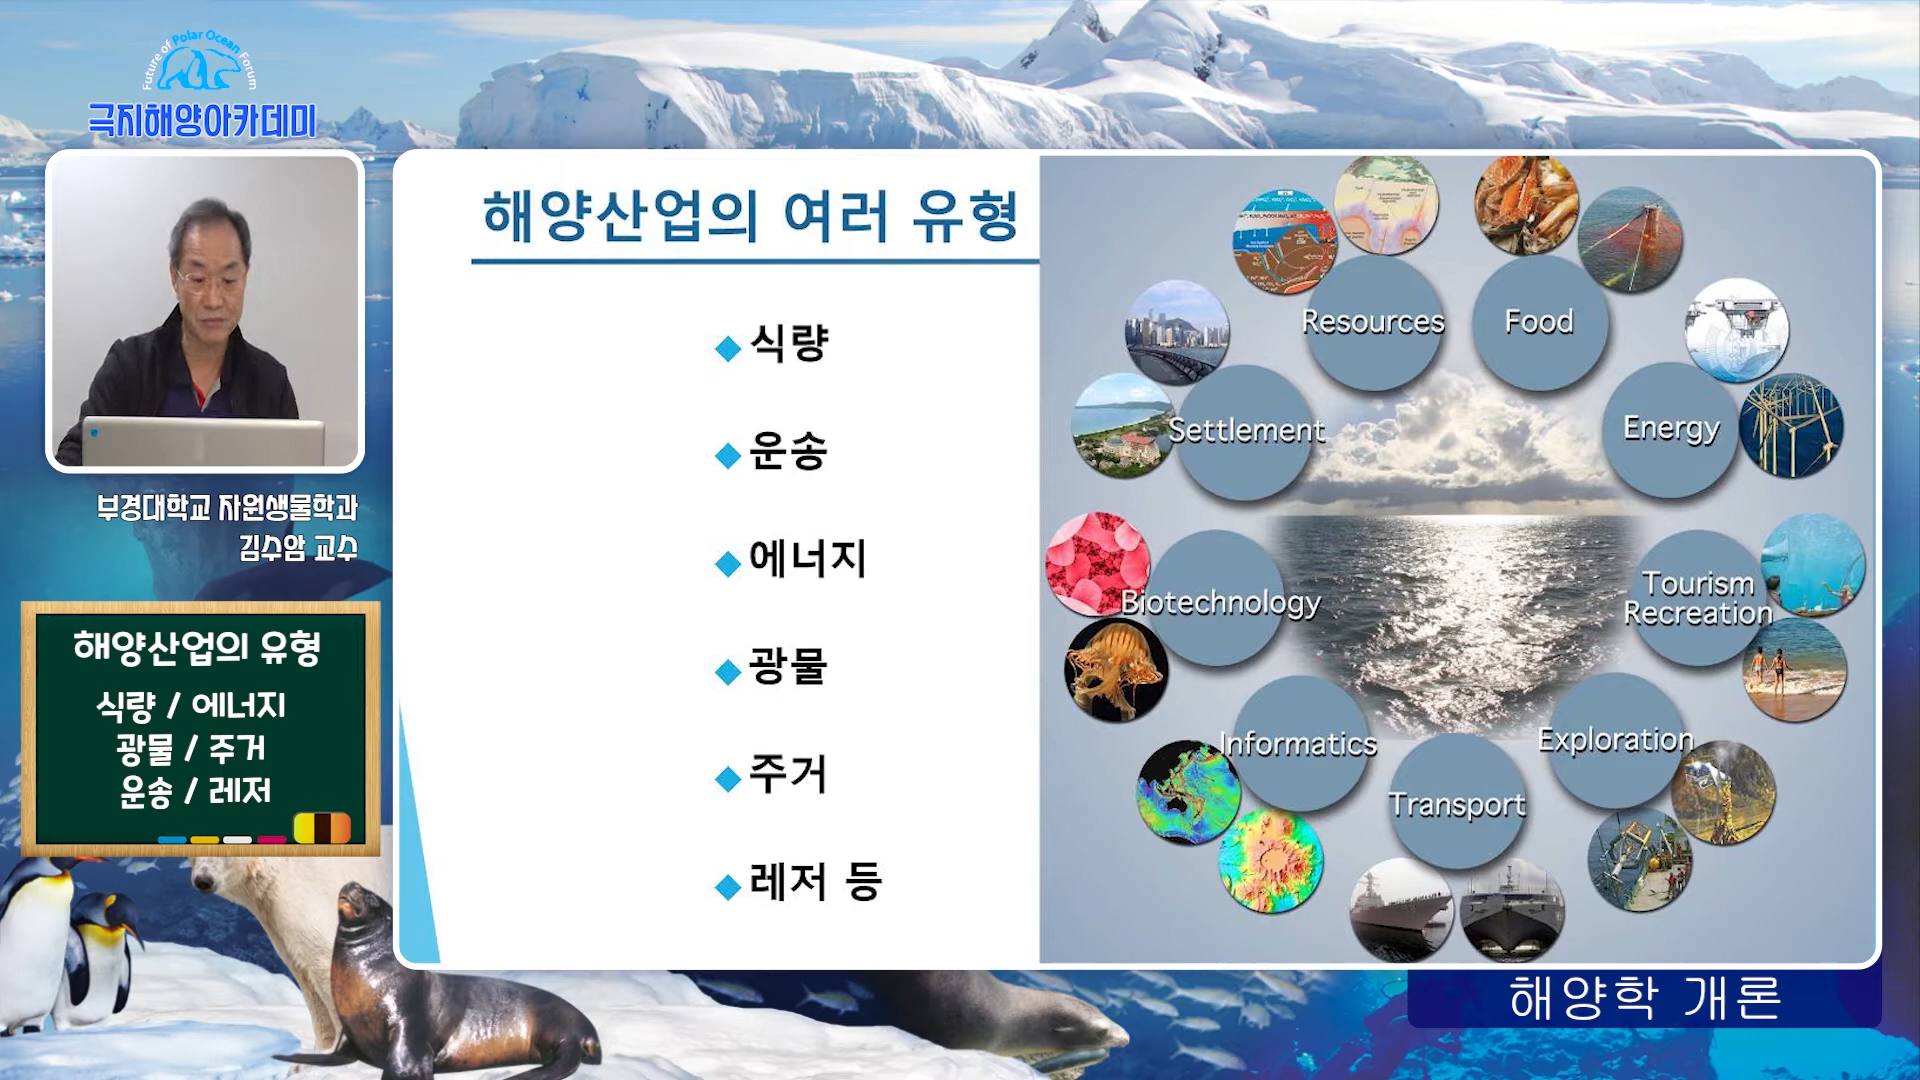 Future of Polar Ocean Forum
극지해양아카데미
부경대학교 자원생물학과
김수암 교수
해양산업의 유형
식량 / 에너지
광물 / 주거
운송 / 레저
해양산업의 여러 유형
식량
운송
에너지
광물
주거
레저 등
Resources
Food
Settlement
Energy
Biotechnology
Tourism
Recreation
Informatics
Exploration
Transport
해양학 개론